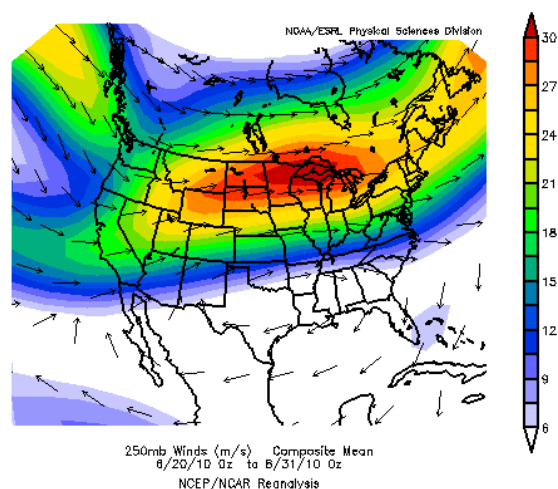 NOAA/ESRL Physical Sciences Division
30
27
24
21
18
15
12
9
6
250mb Winds (m/s) Composite Mean
6/20/10 0z to 8/31/10 0z
NCEP/NCAR Reanalysis